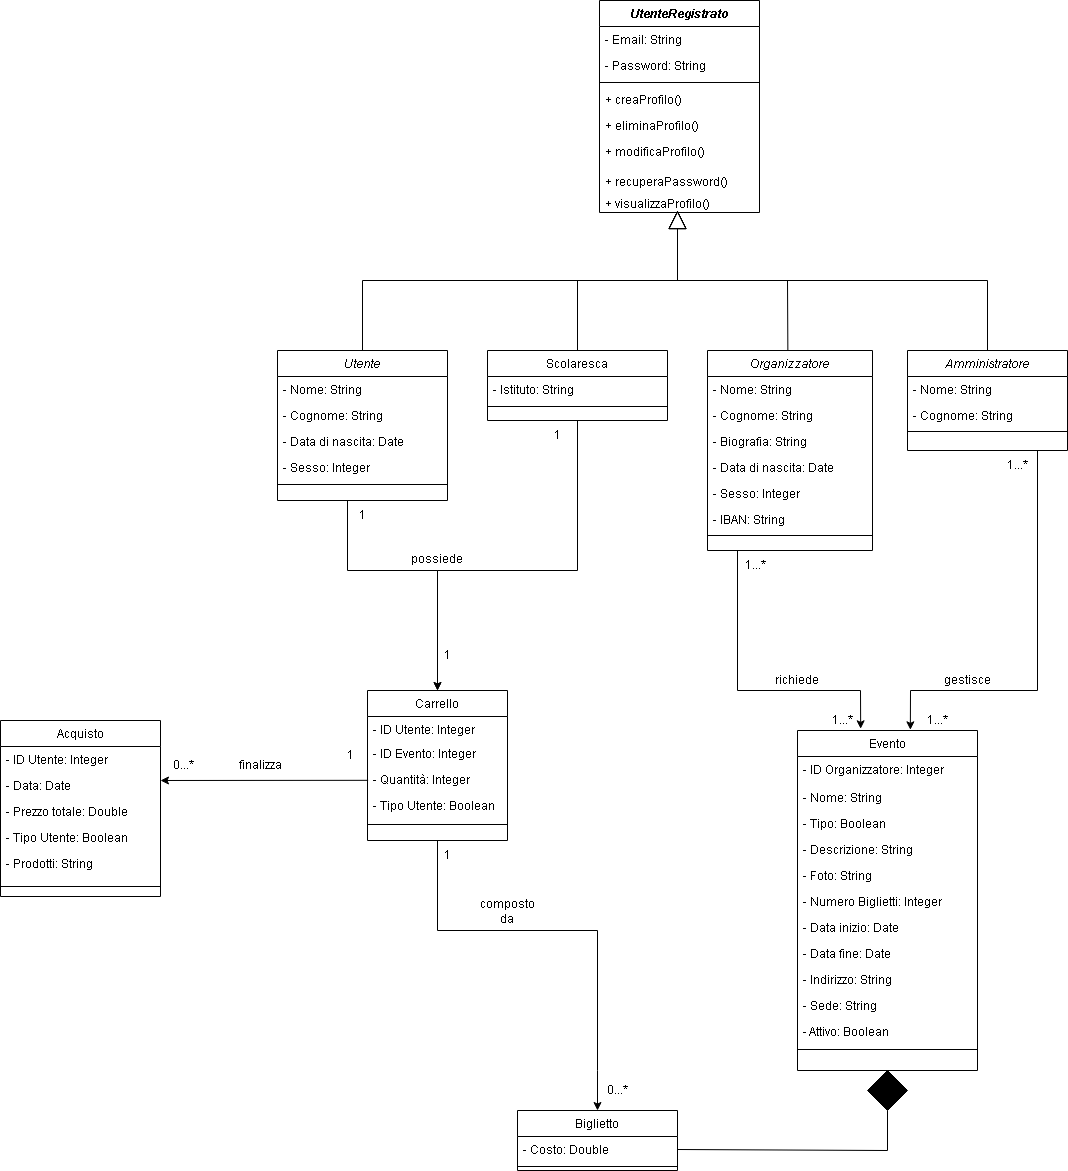 UtenteRegistrato
- Email: String
- Password: String
+ creaProfilo()
+ eliminaProfilo()
+ modificaProfilo()
+ recuperaPassword()
+ visualizzaProfilo()
Utente
- Nome: String
- Cognome: String
- Data di nascita: Date
- Sesso: Integer
Scolaresca
- Istituto: String
Organizzatore
- Nome: String
- Cognome: String
- Biografia: String
- Data di nascita: Date
- Sesso: Integer
- IBAN: String
Amministratore
- Nome: String
- Cognome: String
1
1
1...*
1...*
possiede
1
richiede
gestisce
1...*
1...*
Carrello
- ID Utente: Integer
- ID Evento: Integer
- Quantità: Integer
- Tipo Utente: Boolean
1
finalizza
0...*
Acquisto
- ID Utente: Integer
- Data: Date
- Prezzo totale: Double
- Tipo Utente: Boolean
- Prodotti: String
Evento
- ID Organizzatore: Integer
- Nome: String
- Tipo: Boolean
- Descrizione: String
- Foto: String
- Numero Biglietti: Integer
- Data inizio: Date
- Data fine: Date
- Indirizzo: String
- Sede: String
- Attivo: Boolean
1
composto
da
0...*
Biglietto
- Costo: Double